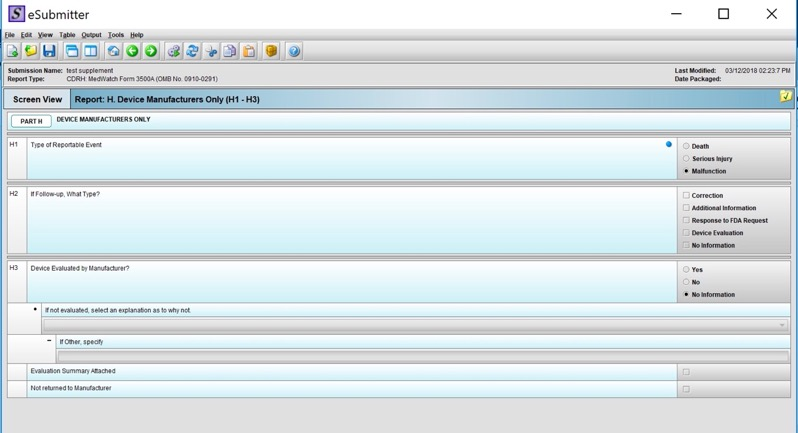 S eSubmitter
File Edit View Table Output Tools Help
Submission Name: test supplement
Last Modified: 03/12/2018 02:23:7 PM
Report Type: CDRH: MedWatch Form 3500A (OMB No. 0910-0291)
Date Packaged:
Screen View Report: H. Device Manufacturers Only (H1 - H3)
PART H DEVICE MANUFACTURERS ONLY
H1 Type of Reportable Event
Death
Serious Injury
Malfunction
H2 If Follow-up, What Type?
Correction
Additional Information
Response to FDA Request
Device Evaluation
No Information
H3 Device Evaluated by Manufacturer?
Yes
No
No Information
If not evaluated, select an explanation as to why not.
If Other, specify
Evaluation Summary Attached
Not returned to Manufacturer